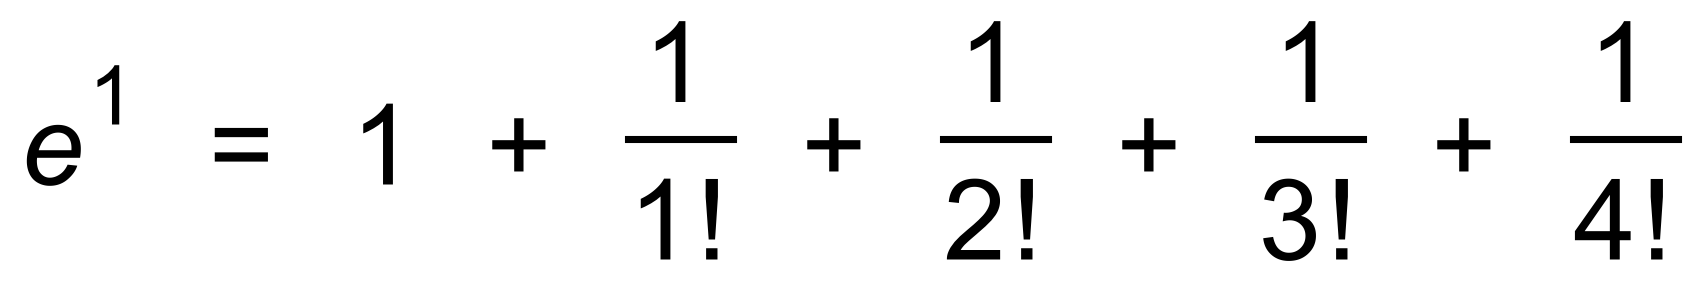 e¹ = 1 + 1/1! + 1/2! + 1/3! + 1/4!